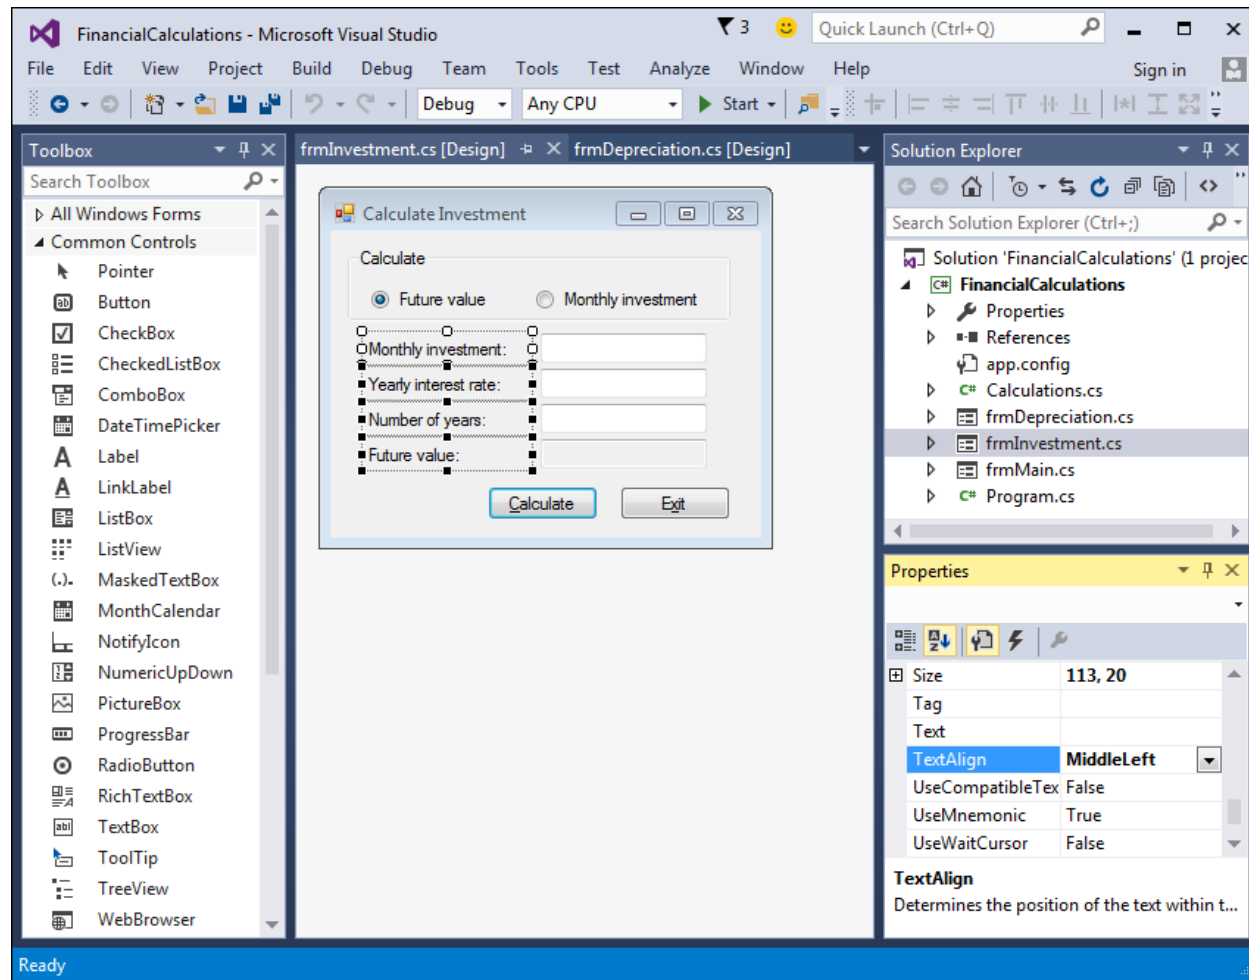 FinancialCalculations - Microsoft Visual Studio
3
Quick Launch (Ctrl+Q)
File Edit View Project Build Debug Team Tools Test Analyze Window Help
Sign in
Debug
Any CPU
Start
Toolbox
Search Toolbox
All Windows Forms
Common Controls
Pointer
Button
CheckBox
CheckedListBox
ComboBox
DateTimePicker
Label
LinkLabel
ListBox
ListView
MaskedTextBox
MonthCalendar
NotifyIcon
NumericUpDown
PictureBox
ProgressBar
RadioButton
RichTextBox
TextBox
ToolTip
TreeView
WebBrowser
frmInvestment.cs [Design]
frmDepreciation.cs [Design]
Calculate Investment
Calculate
Future value
Monthly investment
Monthly investment:
Yearly interest rate:
Number of years:
Future value:
Calculate
Exit
Solution Explorer
Search Solution Explorer (Ctrl+;)
Solution 'FinancialCalculations' (1 projec
C# FinancialCalculations
Properties
References
app.config
C# Calculations.cs
frmDepreciation.cs
frmInvestment.cs
frmMain.cs
C# Program.cs
Properties
Size 113, 20
Tag
Text
TextAlign MiddleLeft
UseCompatibleTex False
UseMnemonic True
UseWaitCursor False
TextAlign
Determines the position of the text within t...
Ready